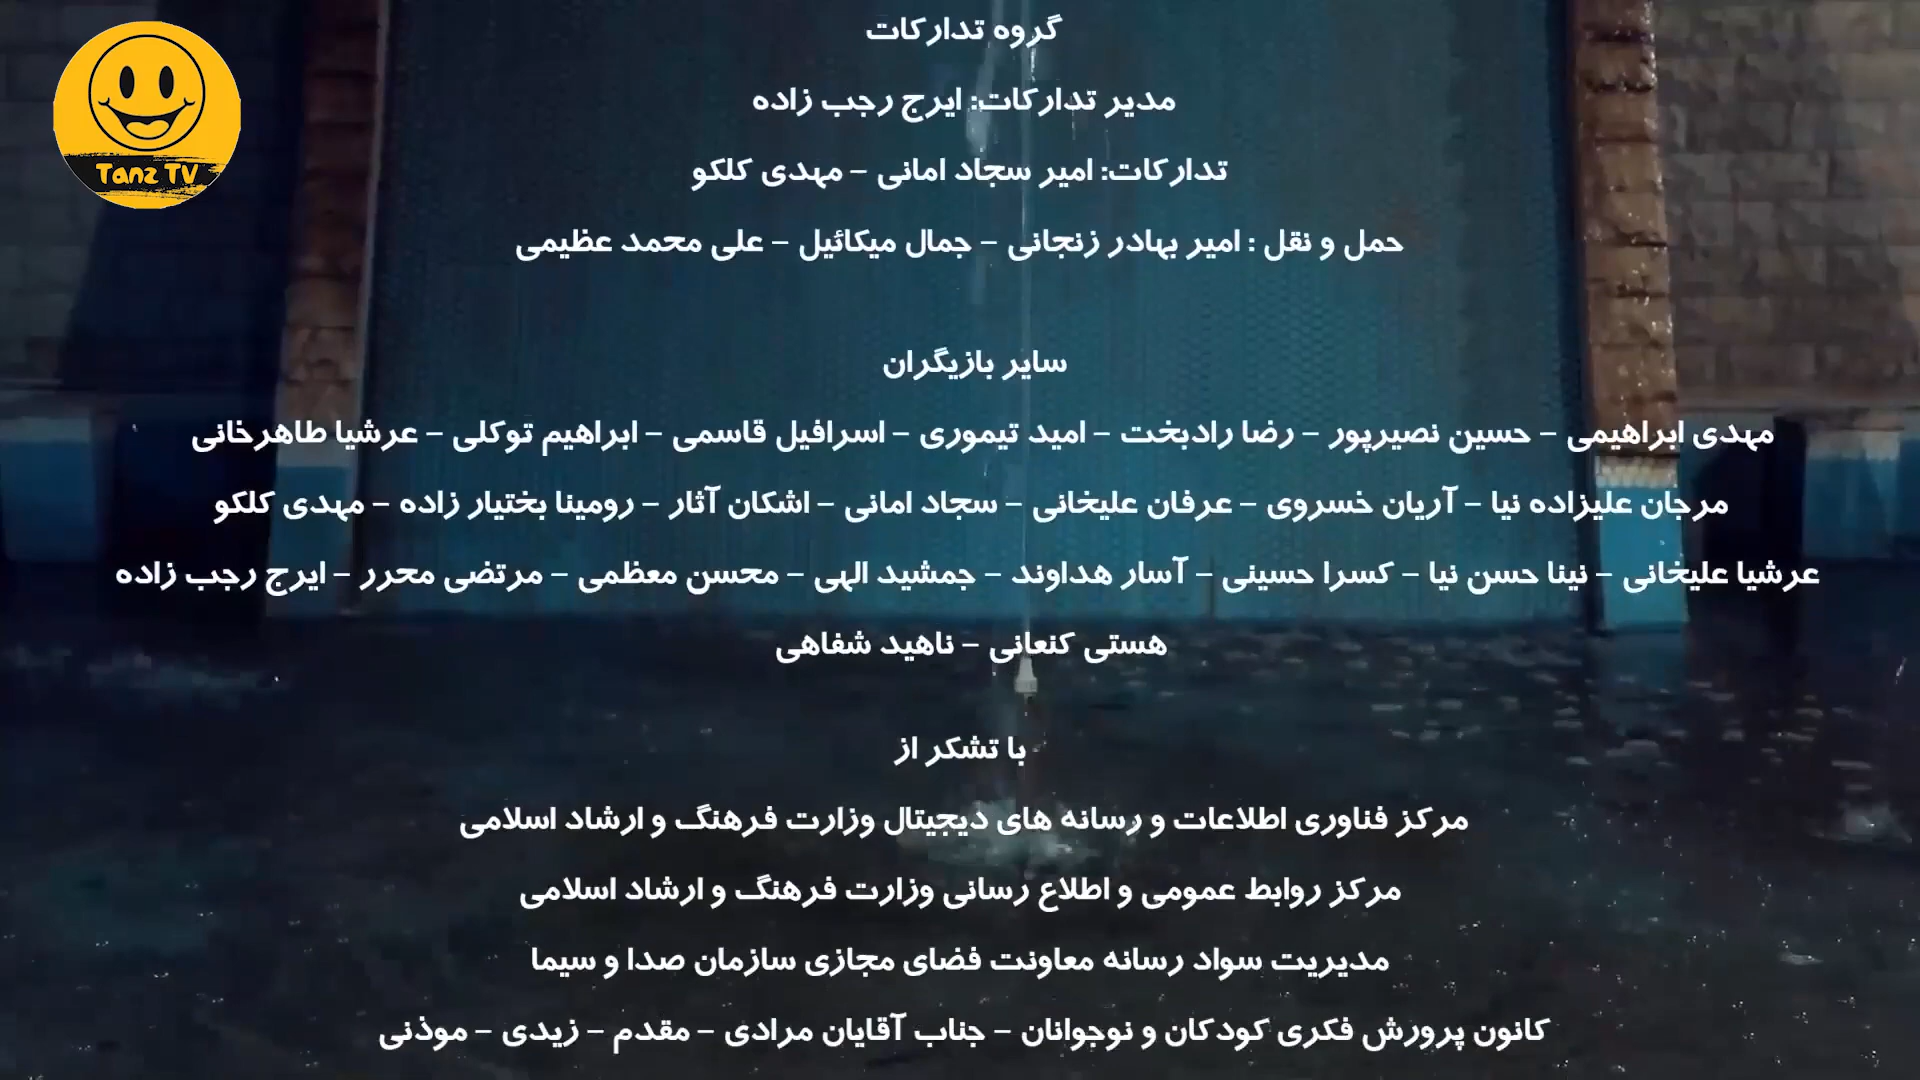 Tanz TV
گروه تدارکات
مدیر تدارکات: ایرج رجب زاده
تدارکات: امیر سجاد امانی – مهدی کلکو
حمل و نقل : امیر بهادر زنجانی – جمال میکائیل – علی محمد عظیمی
سایر بازیگران
مهدی ابراهیمی – حسین نصیرپور – رضا رادبخت – امید تیموری – اسرافیل قاسمی – ابراهیم توکلی – عرشیا طاهرخانی
مرجان علیزاده نیا – آریان خسروی – عرفان علیخانی – سجاد امانی – اشکان آثار – رومینا بختیار زاده – مهدی کلکو
عرشیا علیخانی – نینا حسن نیا – کسرا حسینی – آسار هداوند – جمشید الهی – محسن معظمی – مرتضی محرر – ایرج رجب زاده
هستی کنعانی – ناهید شفاهی
با تشکر از
مرکز فناوری اطلاعات و رسانه های دیجیتال وزارت فرهنگ و ارشاد اسلامی
مرکز روابط عمومی و اطلاع رسانی وزارت فرهنگ و ارشاد اسلامی
مدیریت سواد رسانه معاونت فضای مجازی سازمان صدا و سیما
کانون پرورش فکری کودکان و نوجوانان – جناب آقایان مرادی – مقدم – زیدی – موذنی